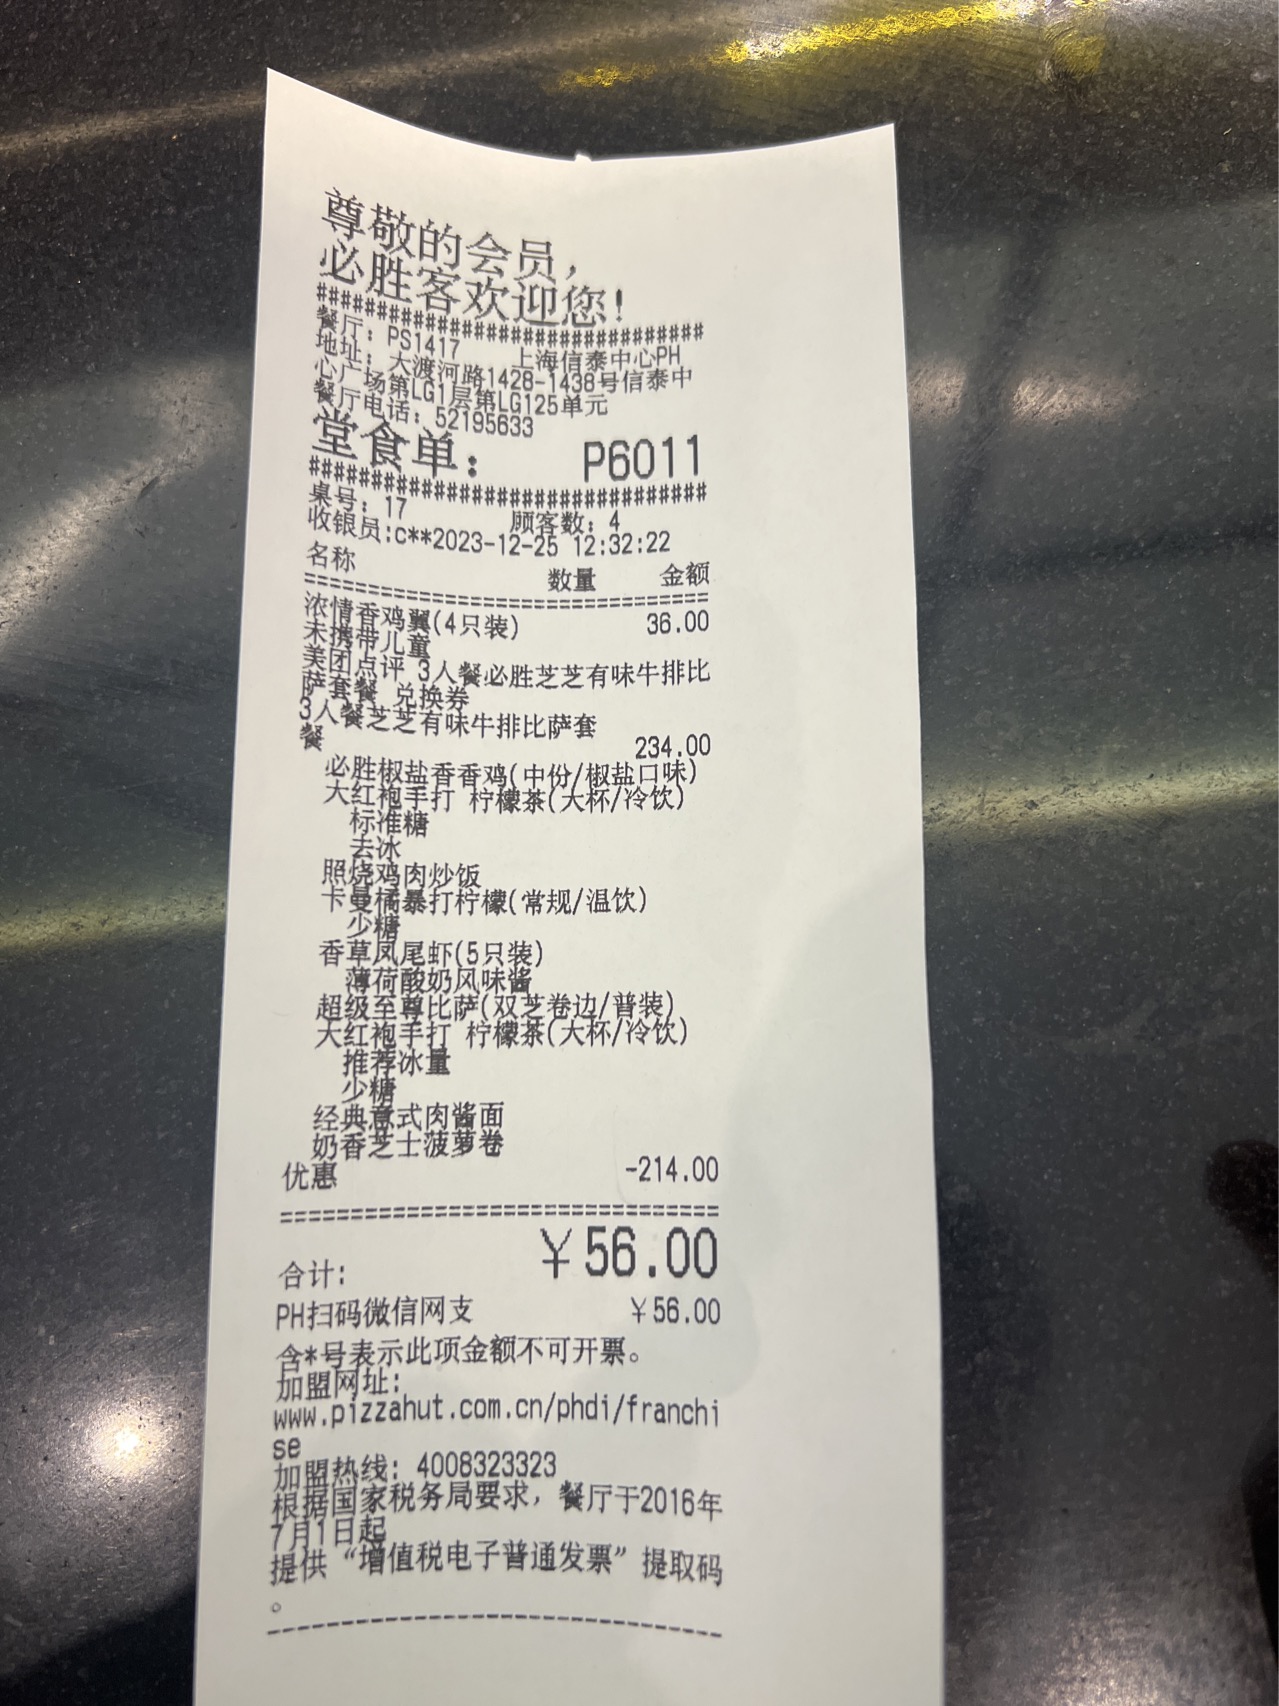 尊敬的会员，
必胜客欢迎您!
################################
餐厅: PS1417 上海信泰中心PH
地址: 大渡河路1428-1438号信泰中
心广场第LG1层第LG125单元
餐厅电话: 52195633
堂食单: P6011
################################
桌号: 17 顾客数: 4
收银员:c**2023-12-25 12:32:22
名称 数量 金额
================================
浓情香鸡翼(4只装) 36.00
未携带儿童
美团点评 3人餐必胜芝芝有味牛排比
萨套餐 兑换券
3人餐芝芝有味牛排比萨套
餐 234.00
必胜椒盐香香鸡(中份/椒盐口味)
大红袍手打 柠檬茶(大杯/冷饮)
标准糖
去冰
照烧鸡肉炒饭
卡曼橘暴打柠檬(常规/温饮)
少糖
香草凤尾虾(5只装)
薄荷酸奶风味酱
超级至尊比萨(双芝卷边/普装)
大红袍手打 柠檬茶(大杯/冷饮)
推荐冰量
少糖
经典意式肉酱面
奶香芝士菠萝卷
优惠 -214.00
================================
合计: ￥56.00
PH扫码微信网支 ￥56.00
含*号表示此项金额不可开票。
加盟网址:
www.pizzahut.com.cn/phdi/franchi
se
加盟热线: 4008323323
根据国家税务局要求，餐厅于2016年
7月1日起
提供“增值税电子普通发票”提取码
。
--------------------------------